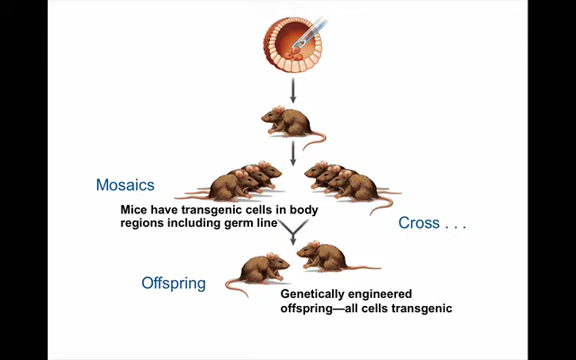 Mosaics
Mice have transgenic cells in body
regions including germ line
Cross . . .
Offspring
Genetically engineered
offspring—all cells transgenic